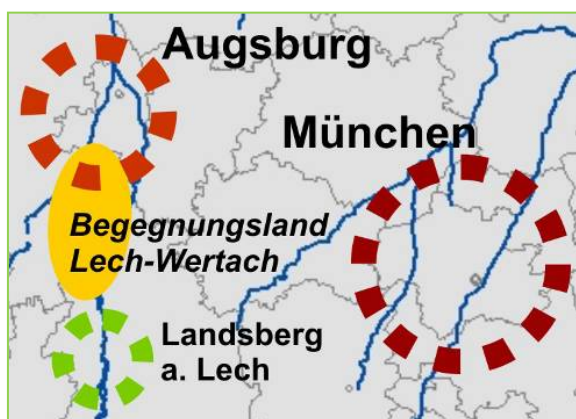 Augsburg
München
Begegnungsland
Lech-Wertach
Landsberg
a. Lech